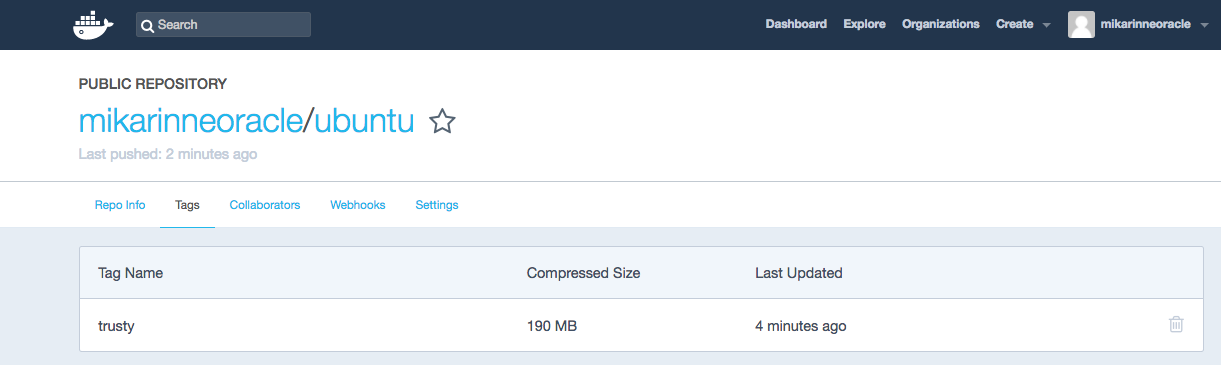 Search Dashboard Explore Organizations Create mikarinneoracle
PUBLIC REPOSITORY
mikarinneoracle/ubuntu
Last pushed: 2 minutes ago
Repo Info Tags Collaborators Webhooks Settings
Tag Name Compressed Size Last Updated
trusty 190 MB 4 minutes ago